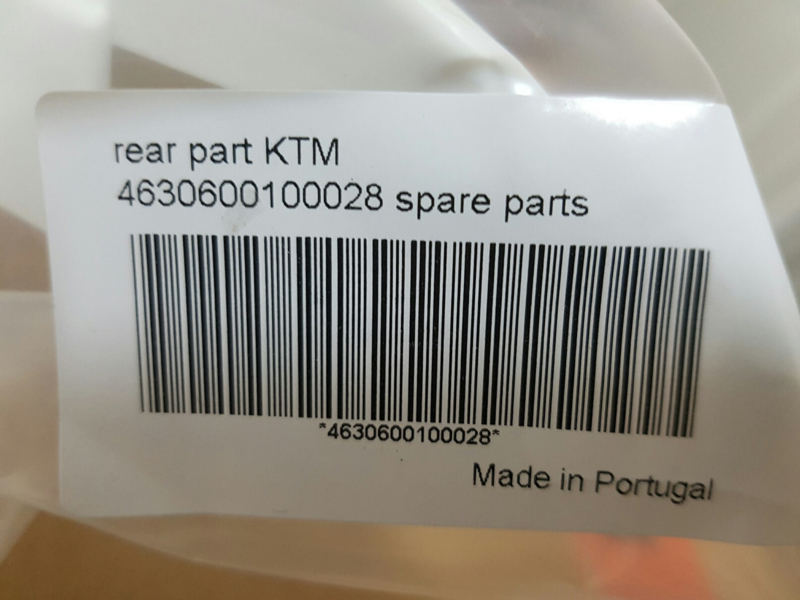 rear part KTM
4630600100028 spare parts
*4630600100028*
Made in Portugal